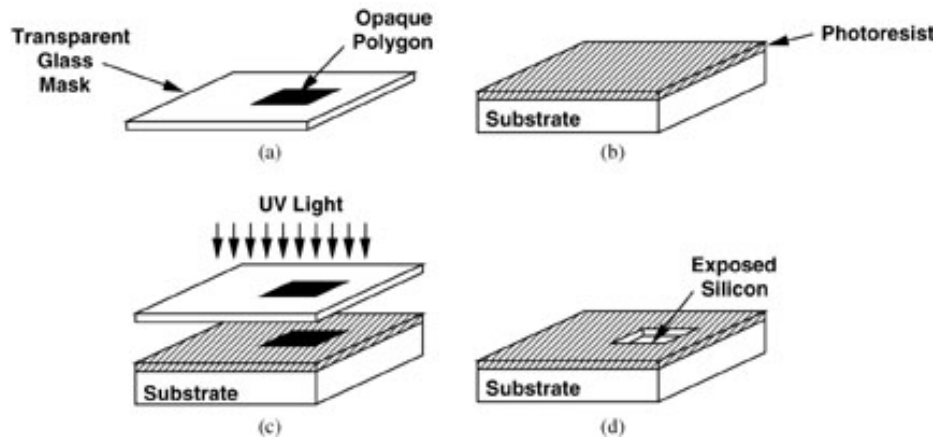 Transparent
Glass
Mask
Opaque
Polygon
(a)
Photoresist
Substrate
(b)
UV Light
Substrate
(c)
Exposed
Silicon
Substrate
(d)